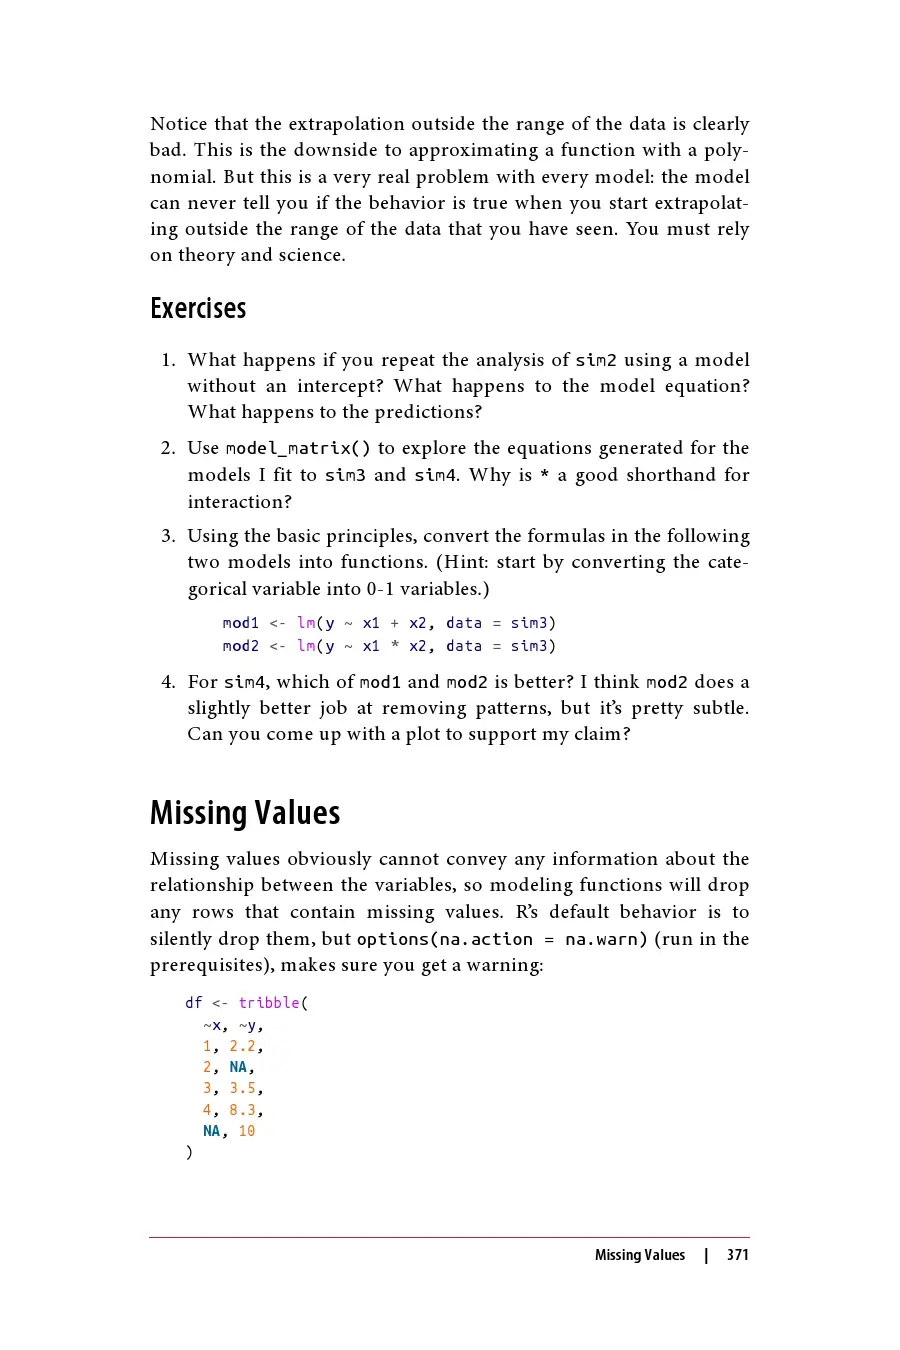 Notice that the extrapolation outside the range of the data is clearly
bad. This is the downside to approximating a function with a poly-
nomial. But this is a very real problem with every model: the model
can never tell you if the behavior is true when you start extrapolat-
ing outside the range of the data that you have seen. You must rely
on theory and science.
Exercises
1. What happens if you repeat the analysis of sim2 using a model
without an intercept? What happens to the model equation?
What happens to the predictions?
2. Use model_matrix() to explore the equations generated for the
models I fit to sim3 and sim4. Why is * a good shorthand for
interaction?
3. Using the basic principles, convert the formulas in the following
two models into functions. (Hint: start by converting the cate-
gorical variable into 0-1 variables.)
mod1 <- lm(y ~ x1 + x2, data = sim3)
mod2 <- lm(y ~ x1 * x2, data = sim3)
4. For sim4, which of mod1 and mod2 is better? I think mod2 does a
slightly better job at removing patterns, but it’s pretty subtle.
Can you come up with a plot to support my claim?
Missing Values
Missing values obviously cannot convey any information about the
relationship between the variables, so modeling functions will drop
any rows that contain missing values. R’s default behavior is to
silently drop them, but options(na.action = na.warn) (run in the
prerequisites), makes sure you get a warning:
df <- tribble(
~x, ~y,
1, 2.2,
2, NA,
3, 3.5,
4, 8.3,
NA, 10
)
Missing Values | 371